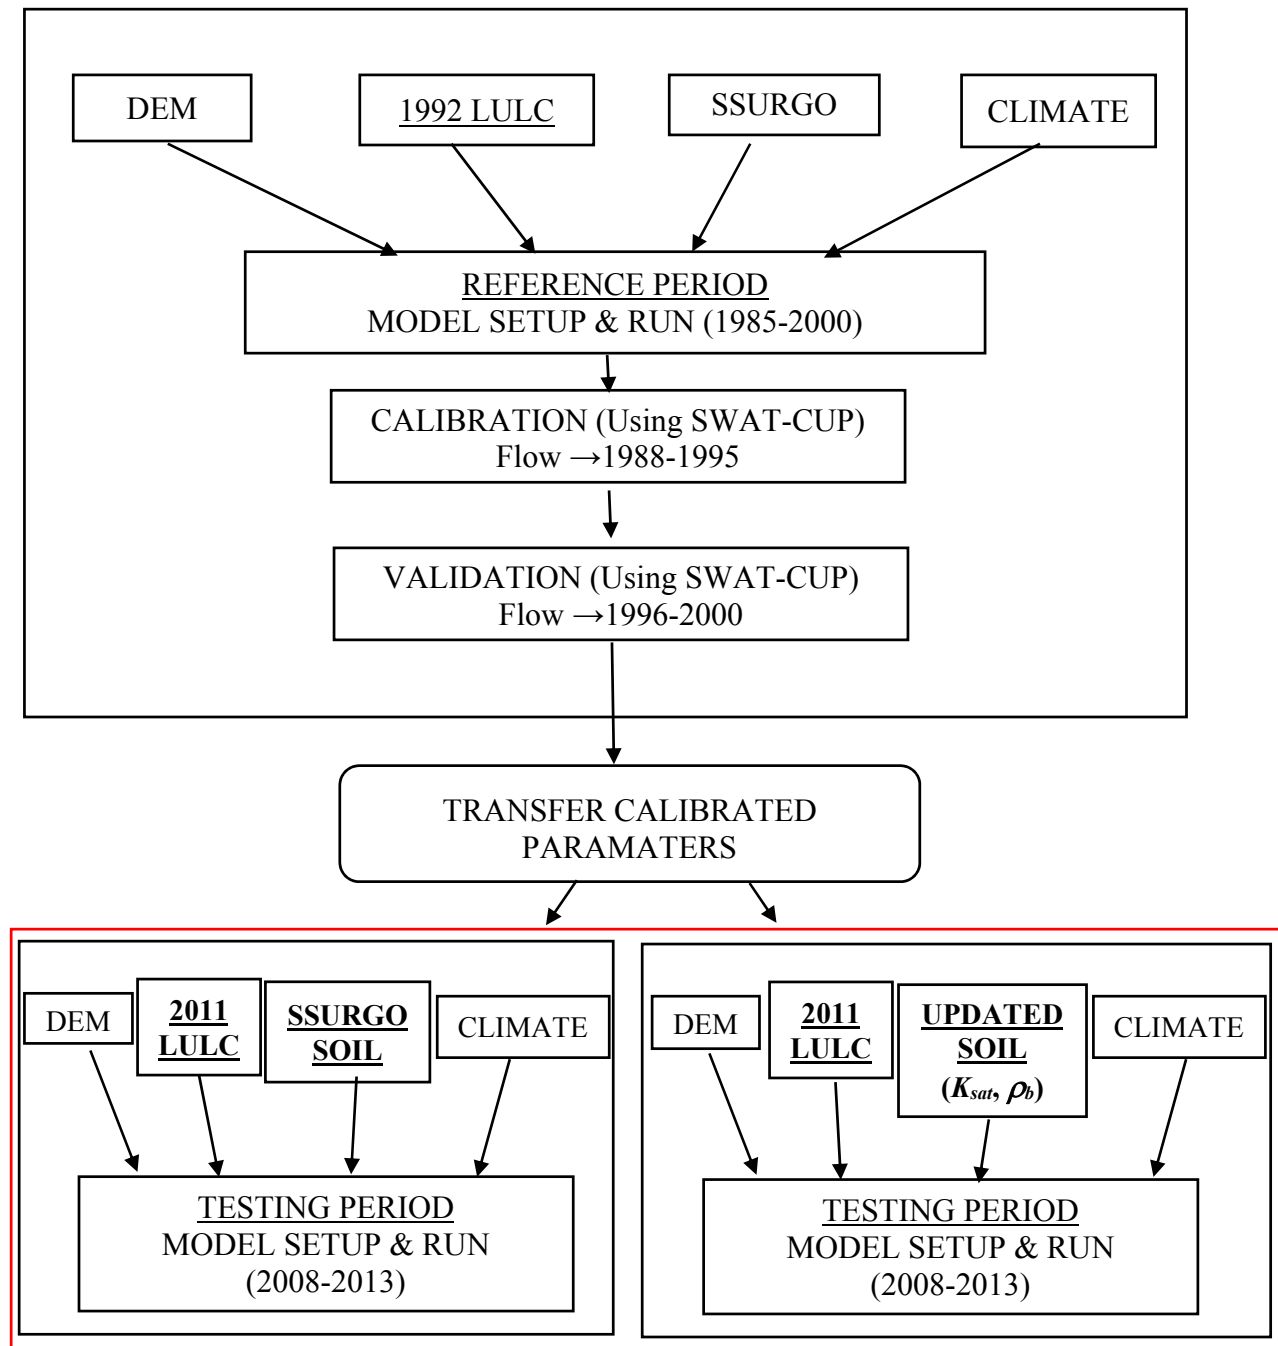 DEM
1992 LULC
SSURGO
CLIMATE
REFERENCE PERIOD
MODEL SETUP & RUN (1985-2000)
CALIBRATION (Using SWAT-CUP)
Flow →1988-1995
VALIDATION (Using SWAT-CUP)
Flow →1996-2000
TRANSFER CALIBRATED
PARAMATERS
DEM
2011
LULC
SSURGO
SOIL
CLIMATE
TESTING PERIOD
MODEL SETUP & RUN
(2008-2013)
DEM
2011
LULC
UPDATED
SOIL
(Ksat, ρb)
CLIMATE
TESTING PERIOD
MODEL SETUP & RUN
(2008-2013)